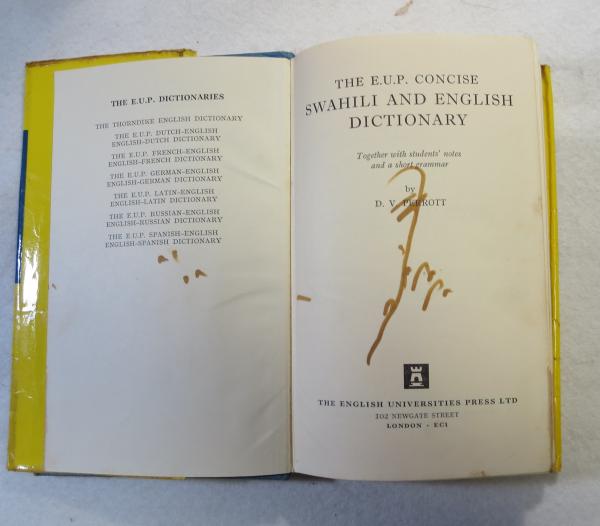 THE E.U.P. DICTIONARIES
THE THORNDIKE ENGLISH DICTIONARY
THE E.U.P. DUTCH–ENGLISH
ENGLISH–DUTCH DICTIONARY
THE E.U.P. FRENCH–ENGLISH
ENGLISH–FRENCH DICTIONARY
THE E.U.P. GERMAN–ENGLISH
ENGLISH–GERMAN DICTIONARY
THE E.U.P. LATIN–ENGLISH
ENGLISH–LATIN DICTIONARY
THE E.U.P. RUSSIAN–ENGLISH
ENGLISH–RUSSIAN DICTIONARY
THE E.U.P. SPANISH–ENGLISH
ENGLISH–SPANISH DICTIONARY
THE E.U.P. CONCISE
SWAHILI AND ENGLISH
DICTIONARY
Together with students' notes
and a short grammar
by
D. V. PERROTT
THE ENGLISH UNIVERSITIES PRESS LTD
102 NEWGATE STREET
LONDON · EC1